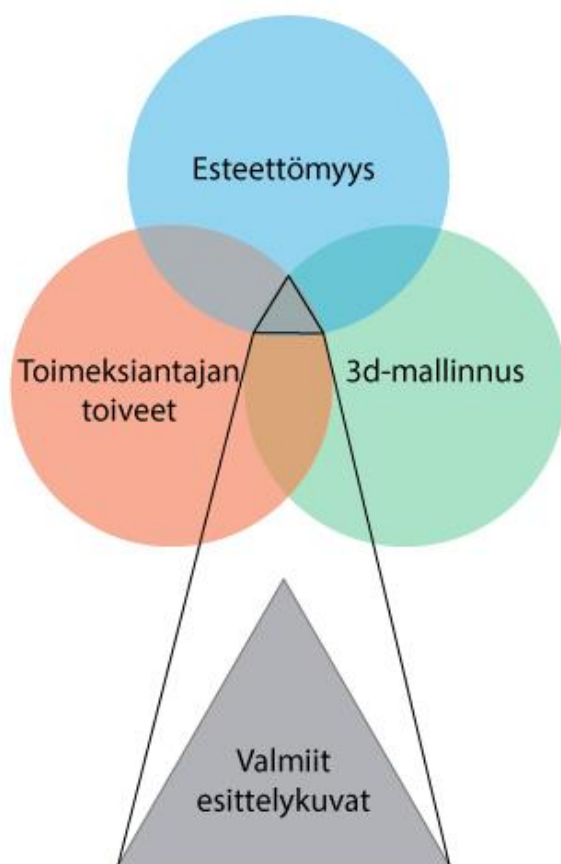 Esteettömyys
Toimeksiantajan
toiveet
3d-mallinnus
Valmiit
esittelykuvat